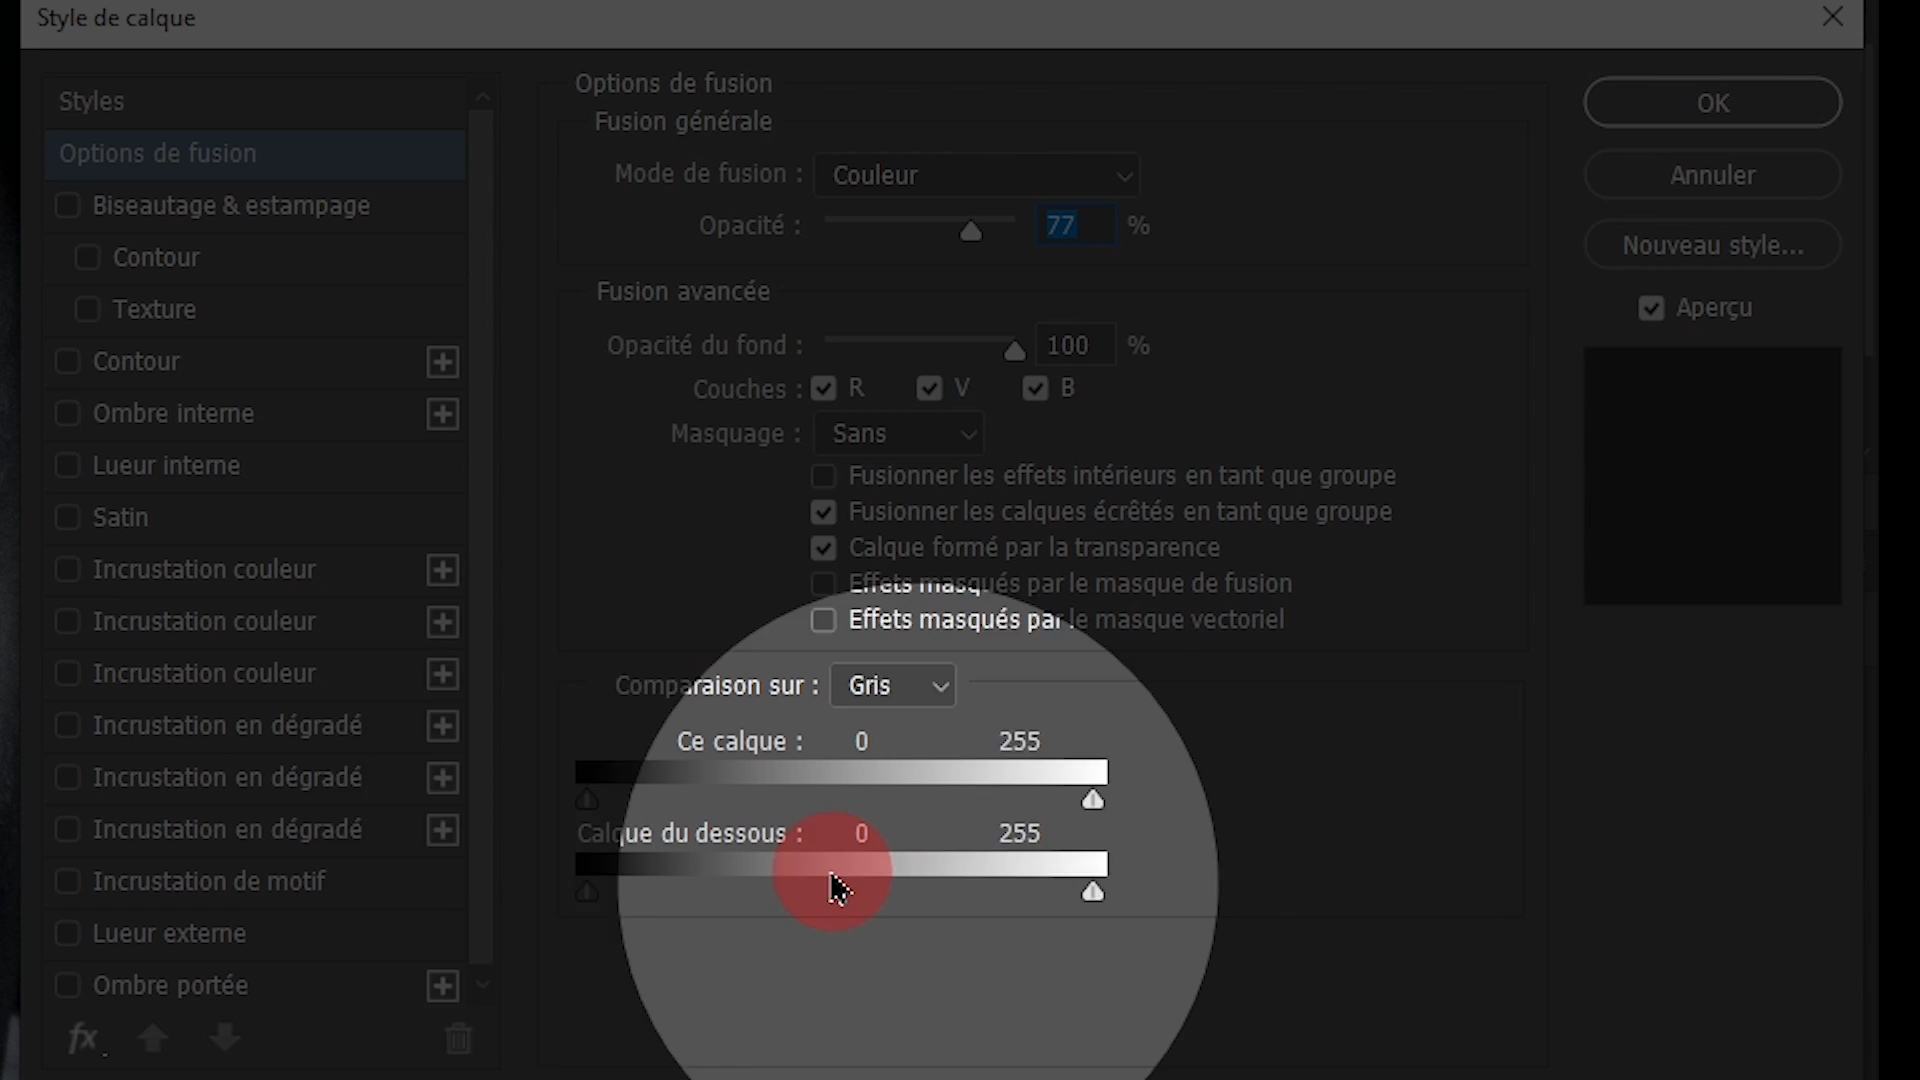 Style de calque
Styles
Options de fusion
Biseautage & estampage
Contour
Texture
Contour
Ombre interne
Lueur interne
Satin
Incrustation couleur
Incrustation couleur
Incrustation couleur
Incrustation en dégradé
Incrustation en dégradé
Incrustation en dégradé
Incrustation de motif
Lueur externe
Ombre portée
fx
Options de fusion
Fusion générale
Mode de fusion : Couleur
Opacité : 77 %
Fusion avancée
Opacité du fond : 100 %
Couches : R V B
Masquage : Sans
Fusionner les effets intérieurs en tant que groupe
Fusionner les calques écrêtés en tant que groupe
Calque formé par la transparence
Effets masqués par le masque de fusion
Effets masqués par le masque vectoriel
Comparaison sur : Gris
Ce calque : 0 255
Calque du dessous : 0 255
OK
Annuler
Nouveau style...
Aperçu